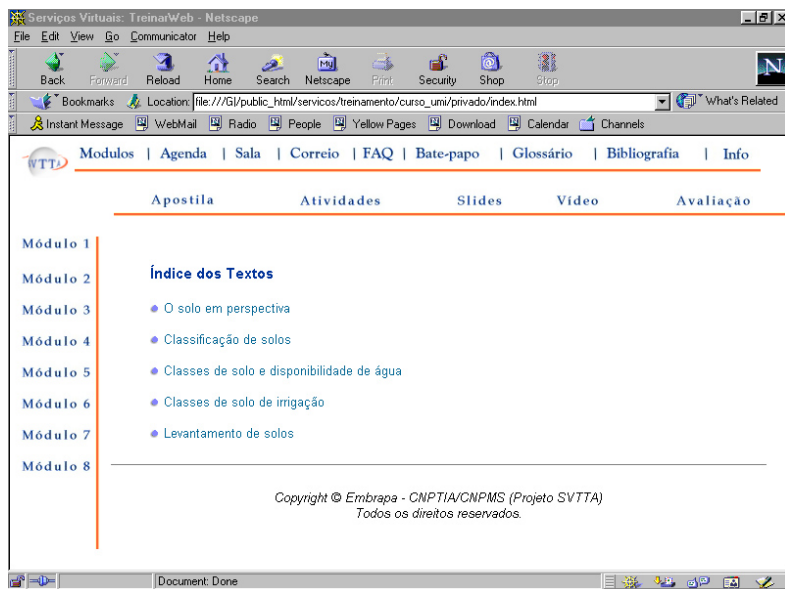 Serviços Virtuais: TreinarWeb - Netscape
File Edit View Go Communicator Help
Back Forward Reload Home Search Netscape Print Security Shop Stop
Bookmarks Location: file:///G|/public_html/servicos/treinamento/curso_umi/privado/index.html What's Related
Instant Message WebMail Radio People Yellow Pages Download Calendar Channels
Modulos | Agenda | Sala | Correio | FAQ | Bate-papo | Glossário | Bibliografia | Info
Apostila Atividades Slides Vídeo Avaliação
Módulo 1
Módulo 2
Módulo 3
Módulo 4
Módulo 5
Módulo 6
Módulo 7
Módulo 8
Índice dos Textos
O solo em perspectiva
Classificação de solos
Classes de solo e disponibilidade de água
Classes de solo de irrigação
Levantamento de solos
Copyright © Embrapa - CNPTIA/CNPMS (Projeto SVTTA)
Todos os direitos reservados.
Document: Done